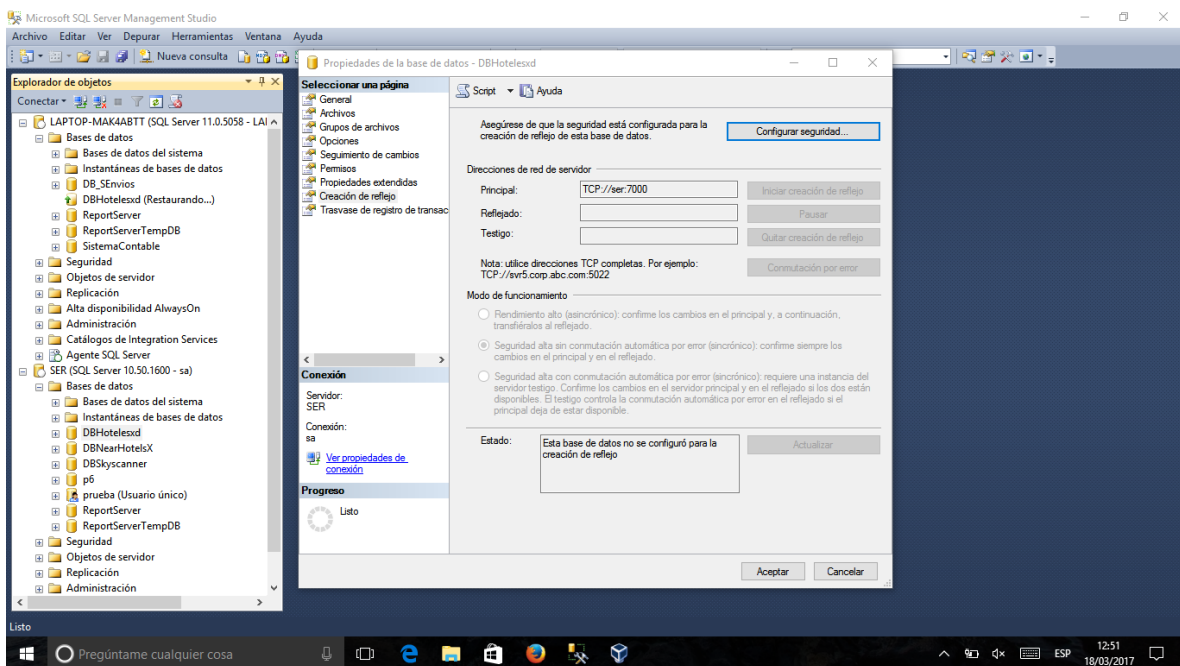 Microsoft SQL Server Management Studio
Archivo Editar Ver Depurar Herramientas Ventana Ayuda
Nueva consulta
Explorador de objetos
Conectar
LAPTOP-MAK4ABTT (SQL Server 11.0.5058 - LAI
Bases de datos
Bases de datos del sistema
Instantáneas de bases de datos
DB_SEnvios
DBHotelesxd (Restaurando...)
ReportServer
ReportServerTempDB
SistemaContable
Seguridad
Objetos de servidor
Replicación
Alta disponibilidad AlwaysOn
Administración
Catálogos de Integration Services
Agente SQL Server
SER (SQL Server 10.50.1600 - sa)
Bases de datos
Bases de datos del sistema
Instantáneas de bases de datos
DBHotelesxd
DBNearHotelsX
DBSkyscanner
p6
prueba (Usuario único)
ReportServer
ReportServerTempDB
Seguridad
Objetos de servidor
Replicación
Administración
Propiedades de la base de datos - DBHotelesxd
Seleccionar una página
General
Archivos
Grupos de archivos
Opciones
Seguimiento de cambios
Permisos
Propiedades extendidas
Creación de reflejo
Trasvase de registro de transac
Conexión
Servidor:
SER
Conexión:
sa
Ver propiedades de
conexión
Progreso
Listo
Script Ayuda
Asegúrese de que la seguridad está configurada para la
creación de reflejo de esta base de datos.
Configurar seguridad...
Direcciones de red de servidor
Principal: TCP://ser:7000 Iniciar creación de reflejo
Reflejado: Pausar
Testigo: Quitar creación de reflejo
Nota: utilice direcciones TCP completas. Por ejemplo:
TCP://svr5.corp.abc.com:5022
Conmutación por error
Modo de funcionamiento
Rendimiento alto (asincrónico): confirme los cambios en el principal y, a continuación,
transfiéralos al reflejado.
Seguridad alta sin conmutación automática por error (sincrónico): confirme siempre los
cambios en el principal y en el reflejado.
Seguridad alta con conmutación automática por error (sincrónico): requiere una instancia del
servidor testigo. Confirme los cambios en el servidor principal y en el reflejado si los dos están
disponibles. El testigo controla la conmutación automática por error en el reflejado si el
principal deja de estar disponible.
Estado: Esta base de datos no se configuró para la
creación de reflejo
Actualizar
Aceptar Cancelar
Listo
Pregúntame cualquier cosa
ESP
12:51
18/03/2017